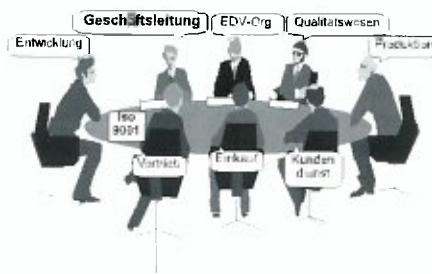 Geschäftsleitung
EDV-Org
Qualitätswesen
Entwicklung
Produktion
Iso
9001
Vertrieb
Einkauf
Kunden
dienst